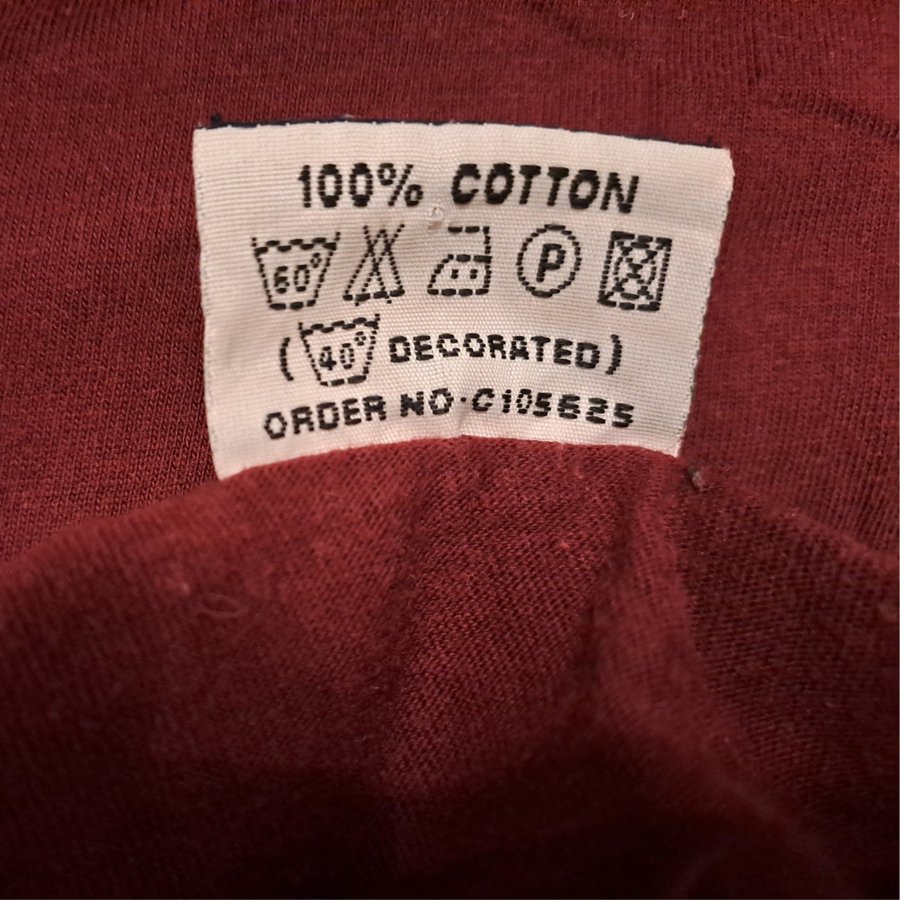 100% COTTON
60° P
(40° DECORATED)
ORDER NO·C105625